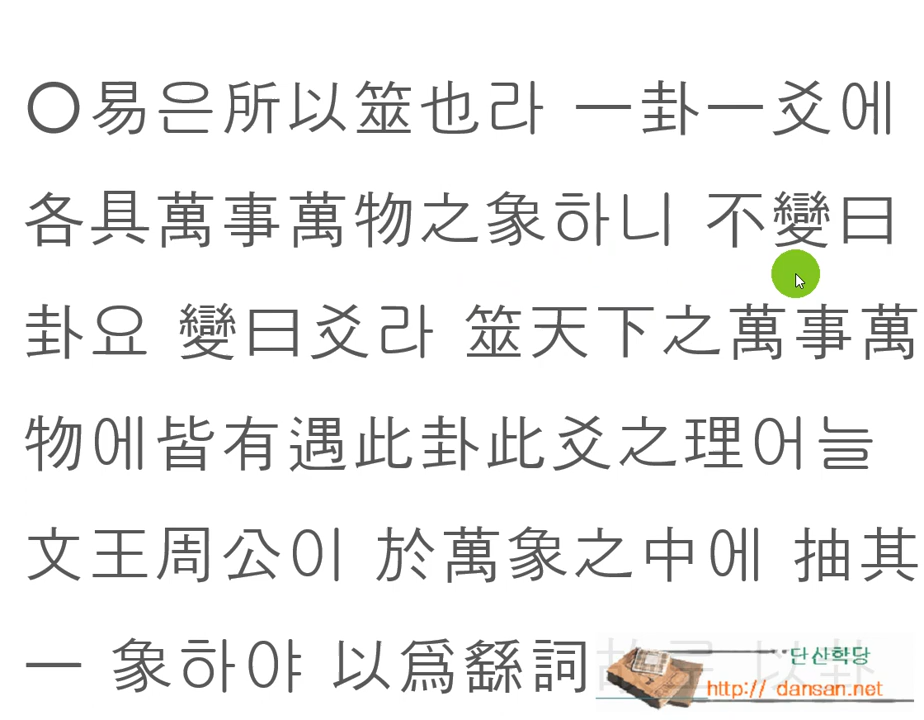 〇易은所以筮也라 一卦一爻에
各具萬事萬物之象하니 不變曰
卦요 變曰爻라 筮天下之萬事萬
物에皆有遇此卦此爻之理어늘
文王周公이 於萬象之中에 抽其
一 象하야 以爲繇詞
단산학당
http:// dansan.net